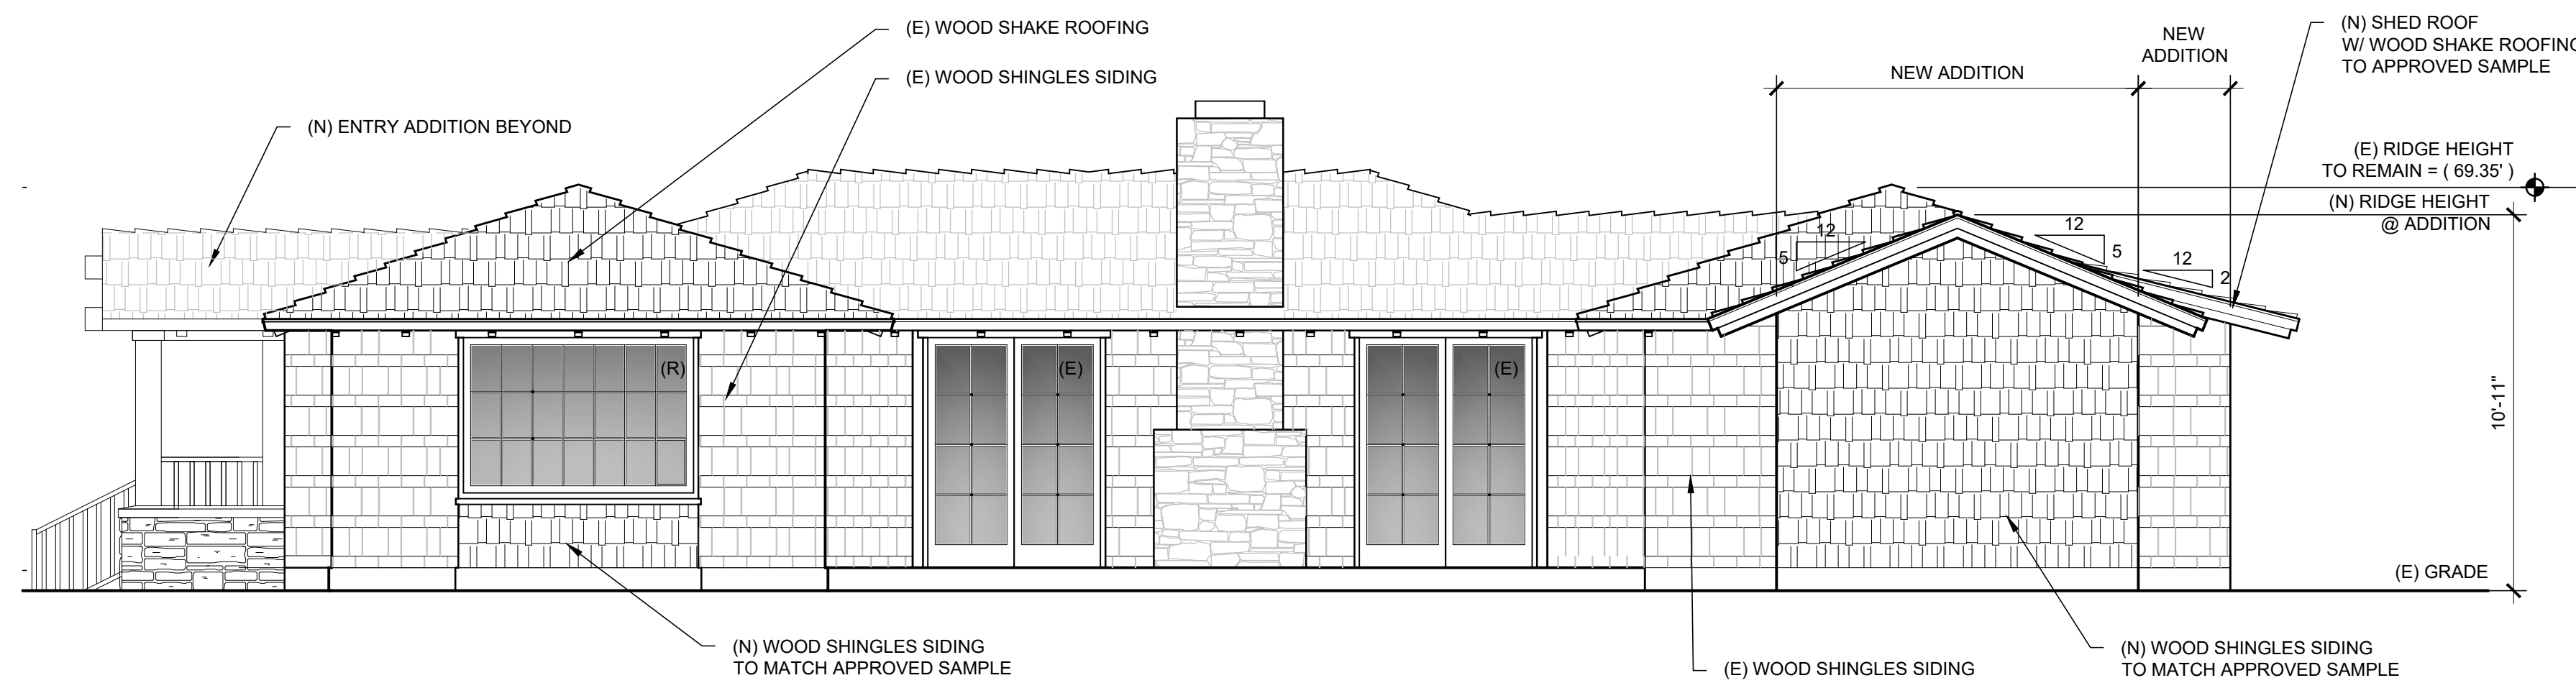 (E) WOOD SHAKE ROOFING
(E) WOOD SHINGLES SIDING
(N) ENTRY ADDITION BEYOND
NEW ADDITION
NEW
ADDITION
(N) SHED ROOF
W/ WOOD SHAKE ROOFING
TO APPROVED SAMPLE
(E) RIDGE HEIGHT
TO REMAIN = ( 69.35' )
(N) RIDGE HEIGHT
@ ADDITION
12
5
12
5
12
2
(R)
(E)
(E)
10'-11"
(E) GRADE
(N) WOOD SHINGLES SIDING
TO MATCH APPROVED SAMPLE
(E) WOOD SHINGLES SIDING
(N) WOOD SHINGLES SIDING
TO MATCH APPROVED SAMPLE